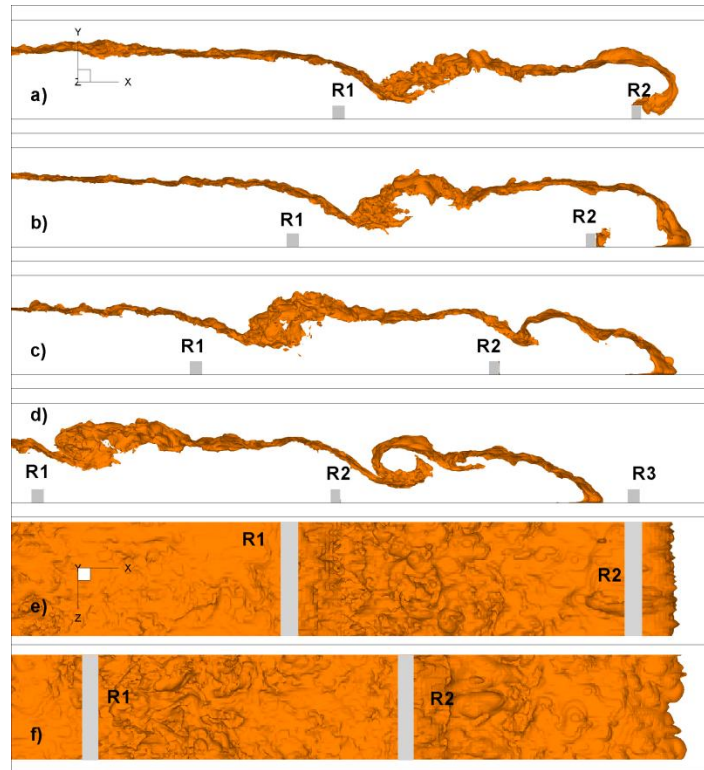 Y
Z X
a) R1 R2
b) R1 R2
c) R1 R2
d)
R1 R2 R3
R1
Y X
R2
e)
Z
R1 R2
f)